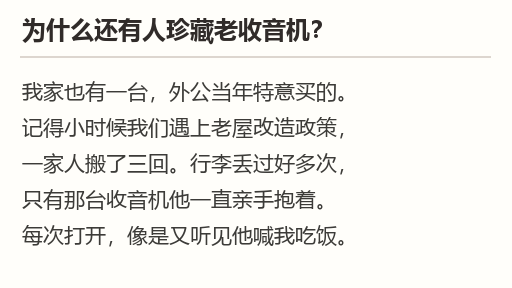 为什么还有人珍藏老收音机？
我家也有一台，外公当年特意买的。
记得小时候我们遇上老屋改造政策，
一家人搬了三回。行李丢过好多次，
只有那台收音机他一直亲手抱着。
每次打开，像是又听见他喊我吃饭。